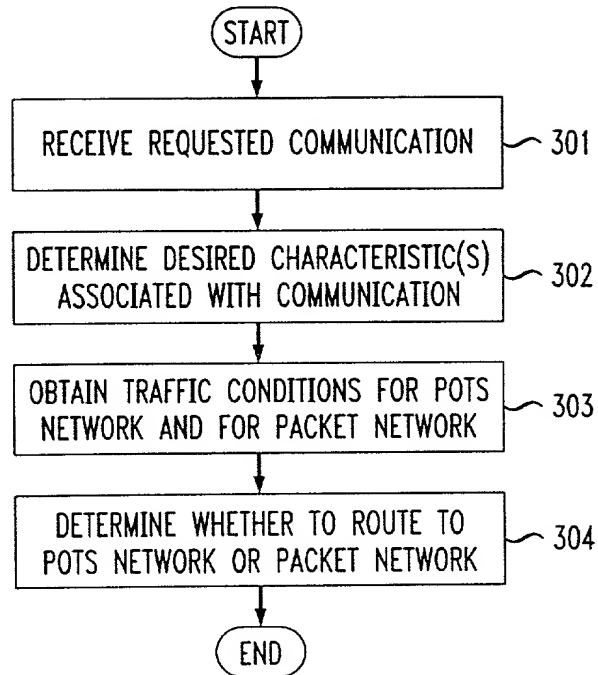 START
RECEIVE REQUESTED COMMUNICATION
301
DETERMINE DESIRED CHARACTERISTIC(S)
ASSOCIATED WITH COMMUNICATION
302
OBTAIN TRAFFIC CONDITIONS FOR POTS
NETWORK AND FOR PACKET NETWORK
303
DETERMINE WHETHER TO ROUTE TO
POTS NETWORK OR PACKET NETWORK
304
END